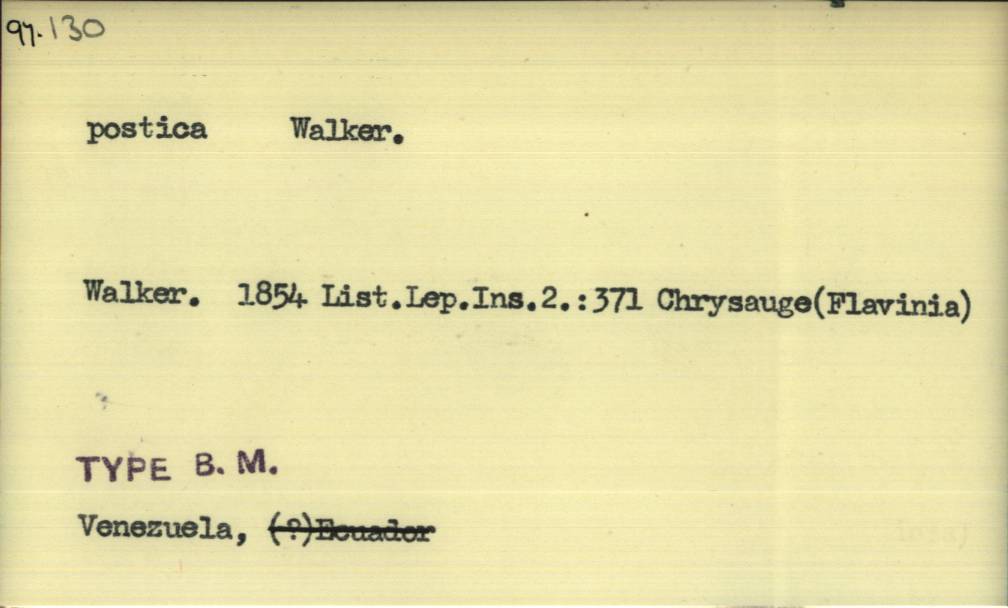 97.130
postica Walker.
Walker. 1854 List.Lep.Ins.2.:371 Chrysauge(Flavinia)
TYPE B. M.
Venezuela, (?)Ecuador